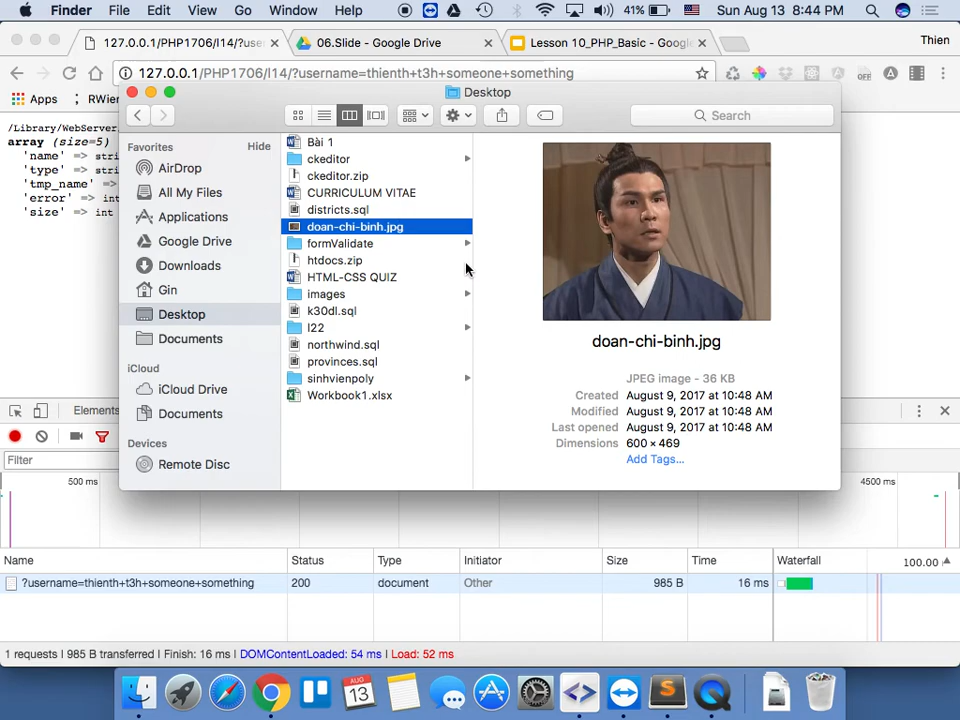 Finder File Edit View Go Window Help 41% Sun Aug 13 8:44 PM
127.0.0.1/PHP1706/l14/?use 06.Slide - Google Drive Lesson 10_PHP_Basic - Google Thien
127.0.0.1/PHP1706/l14/?username=thienth+t3h+someone+something
Apps ; RWier
OFF
/Library/WebServer
array (size=5)
'name' => stri
'type' => stri
'tmp_name' =>
'error' => int
'size' => int
Desktop
Search
Favorites Hide
AirDrop
All My Files
Applications
Google Drive
Downloads
Gin
Desktop
Documents
iCloud
iCloud Drive
Documents
Devices
Remote Disc
Bài 1
ckeditor
ckeditor.zip
CURRICULUM VITAE
districts.sql
doan-chi-binh.jpg
formValidate
htdocs.zip
HTML-CSS QUIZ
images
k30dl.sql
l22
northwind.sql
provinces.sql
sinhvienpoly
Workbook1.xlsx
doan-chi-binh.jpg
JPEG image - 36 KB
Created August 9, 2017 at 10:48 AM
Modified August 9, 2017 at 10:48 AM
Last opened August 9, 2017 at 10:48 AM
Dimensions 600 × 469
Add Tags...
Elements
Filter
500 ms 4500 ms
Name Status Type Initiator Size Time Waterfall 100.00
?username=thienth+t3h+someone+something 200 document Other 985 B 16 ms
1 requests | 985 B transferred | Finish: 16 ms | DOMContentLoaded: 54 ms | Load: 52 ms
AUG
13